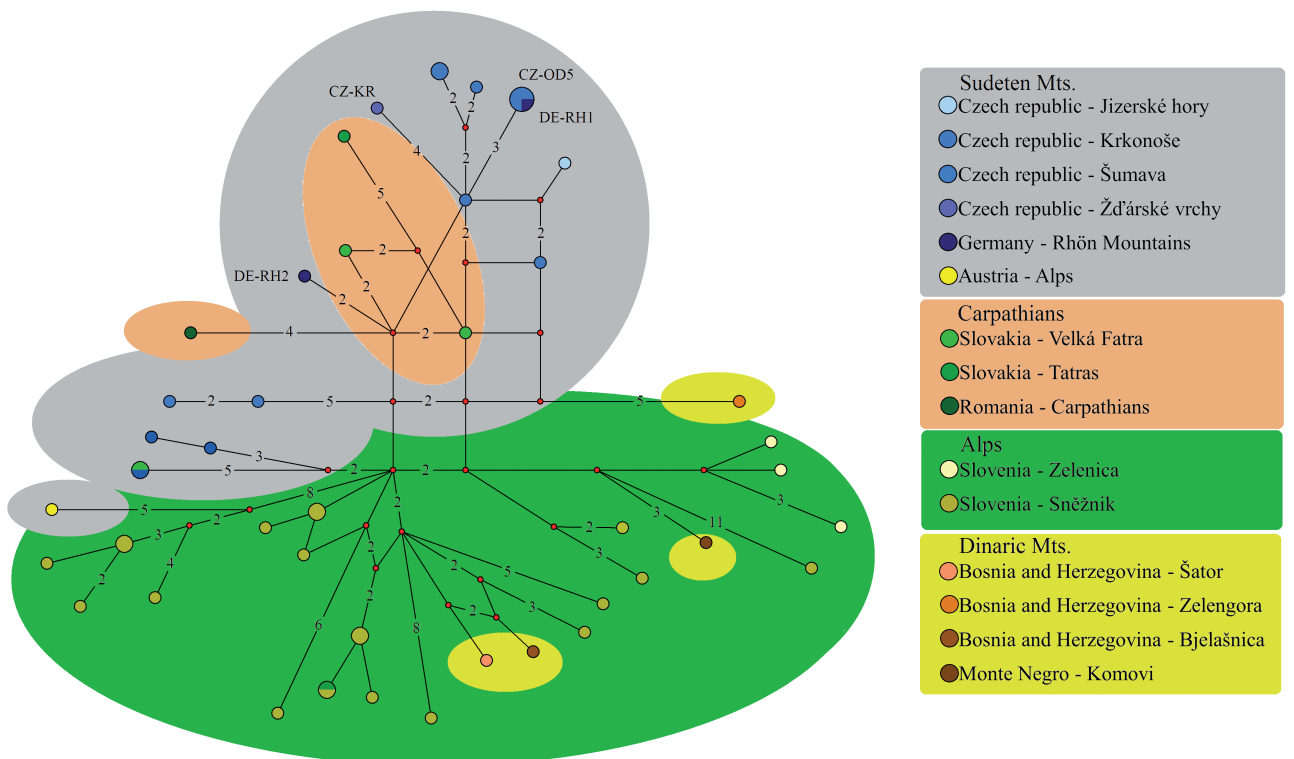 CZ-OD5
CZ-KR
DE-RH1
2
2
4
2
3
5
2
2
2
DE-RH2
2
2
4
2
2
5
2
5
3
5
2
2
8
2
5
2
3
3
11
3
2
3
4
2
2
2
5
2
2
3
6
8
Sudeten Mts.
Czech republic - Jizerské hory
Czech republic - Krkonoše
Czech republic - Šumava
Czech republic - Žďárské vrchy
Germany - Rhön Mountains
Austria - Alps
Carpathians
Slovakia - Velká Fatra
Slovakia - Tatras
Romania - Carpathians
Alps
Slovenia - Zelenica
Slovenia - Sněžnik
Dinaric Mts.
Bosnia and Herzegovina - Šator
Bosnia and Herzegovina - Zelengora
Bosnia and Herzegovina - Bjelašnica
Monte Negro - Komovi